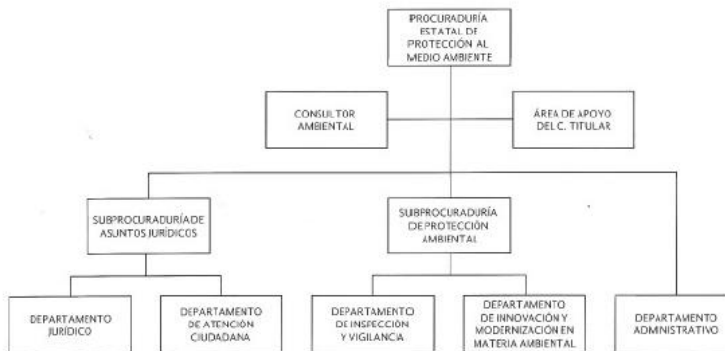 PROCURADURÍA
ESTATAL DE
PROTECCIÓN AL
MEDIO AMBIENTE
CONSULTOR
AMBIENTAL
ÁREA DE APOYO
DEL C. TITULAR
SUBPROCURADURÍA DE
ASUNTOS JURÍDICOS
SUBPROCURADURÍA
DE PROTECCIÓN
AMBIENTAL
DEPARTAMENTO
JURÍDICO
DEPARTAMENTO
DE ATENCIÓN
CIUDADANA
DEPARTAMENTO
DE INSPECCIÓN
Y VIGILANCIA
DEPARTAMENTO
DE INNOVACIÓN Y
MODERNIZACIÓN EN
MATERIA AMBIENTAL
DEPARTAMENTO
ADMINISTRATIVO